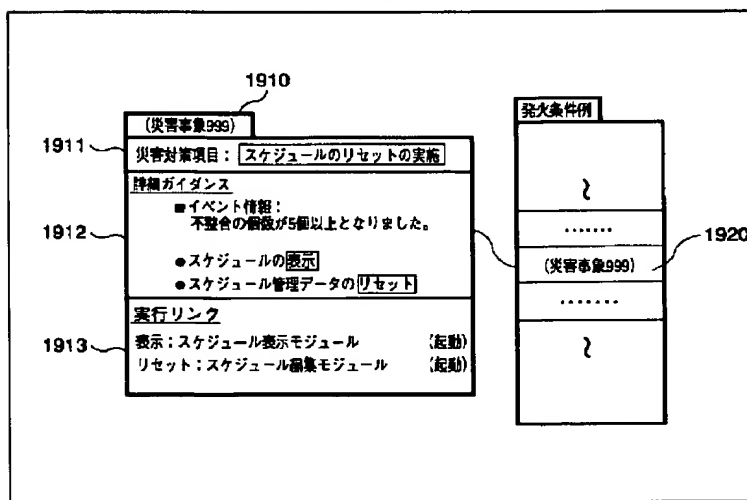 1910
(災害事象999)
1911
災害対策項目： スケジュールのリセットの実施
詳細ガイダンス
1912
■イベント情報：
不整合の個数が5個以上となりました。
●スケジュールの表示
●スケジュール管理データのリセット
実行リンク
1913
表示：スケジュール表示モジュール (起動)
リセット：スケジュール編集モジュール (起動)
発火条件例
〜
‥‥‥‥
1920
(災害事象999)
‥‥‥‥
〜